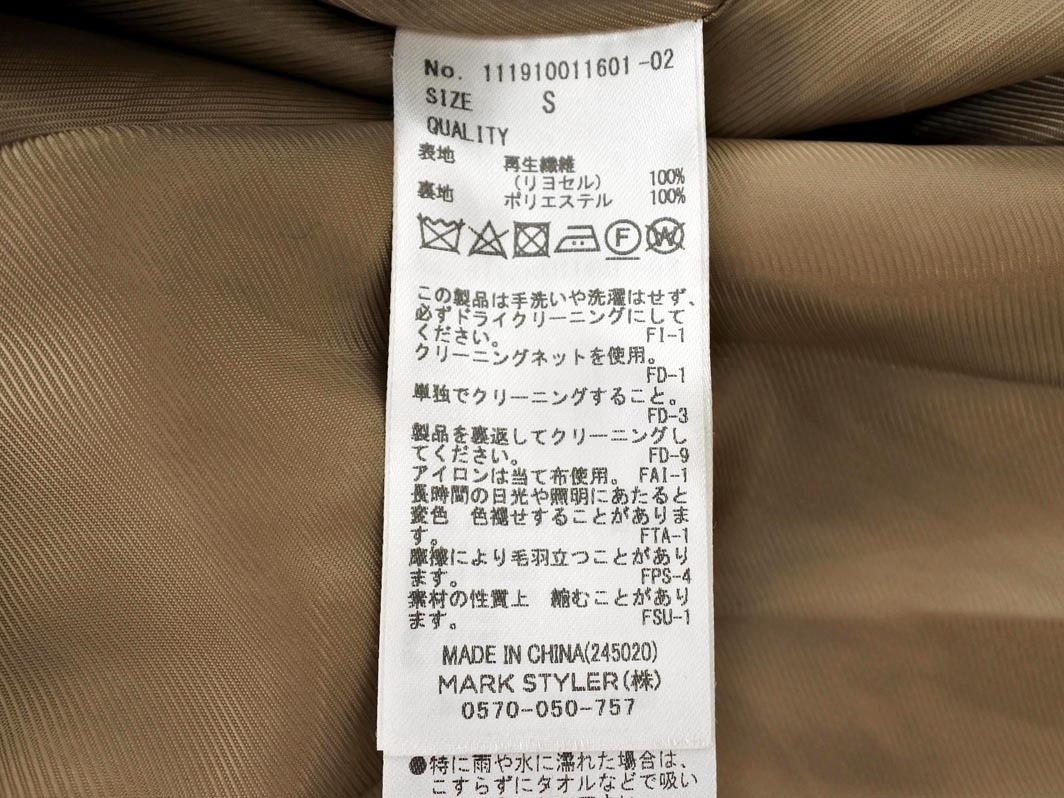 No. 111910011601-02
SIZE S
QUALITY
表地 再生繊維
(リヨセル) 100%
裏地 ポリエステル 100%
F W
この製品は手洗いや洗濯はせず、
必ずドライクリーニングにして
ください。 FI-1
クリーニングネットを使用。
FD-1
単独でクリーニングすること。
FD-3
製品を裏返してクリーニングし
てください。 FD-9
アイロンは当て布使用。 FAI-1
長時間の日光や照明にあたると
変色 色褪せすることがありま
す。 FTA-1
摩擦により毛羽立つことがあり
ます。 FPS-4
素材の性質上 縮むことがあり
ます。 FSU-1
MADE IN CHINA(245020)
MARK STYLER(株)
0570-050-757
●特に雨や水に濡れた場合は、
こすらずにタオルなどで吸い